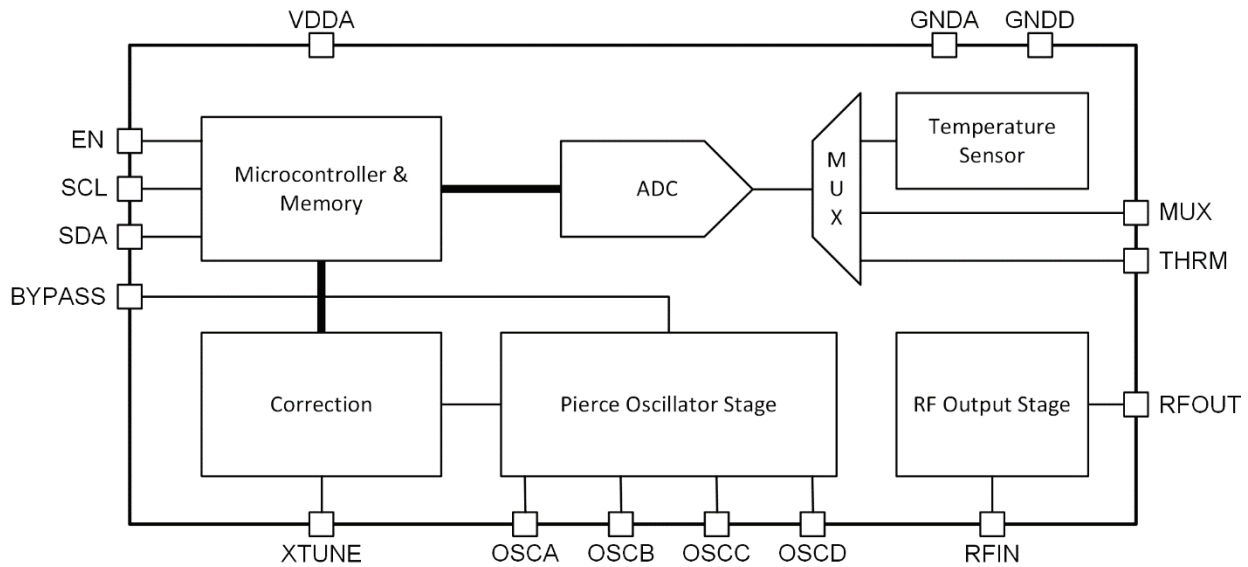 VDDA
GNDA
GNDD
EN
SCL
SDA
BYPASS
Microcontroller &
Memory
ADC
M
U
X
Temperature
Sensor
MUX
THRM
Correction
Pierce Oscillator Stage
RF Output Stage
RFOUT
XTUNE
OSCA
OSCB
OSCC
OSCD
RFIN